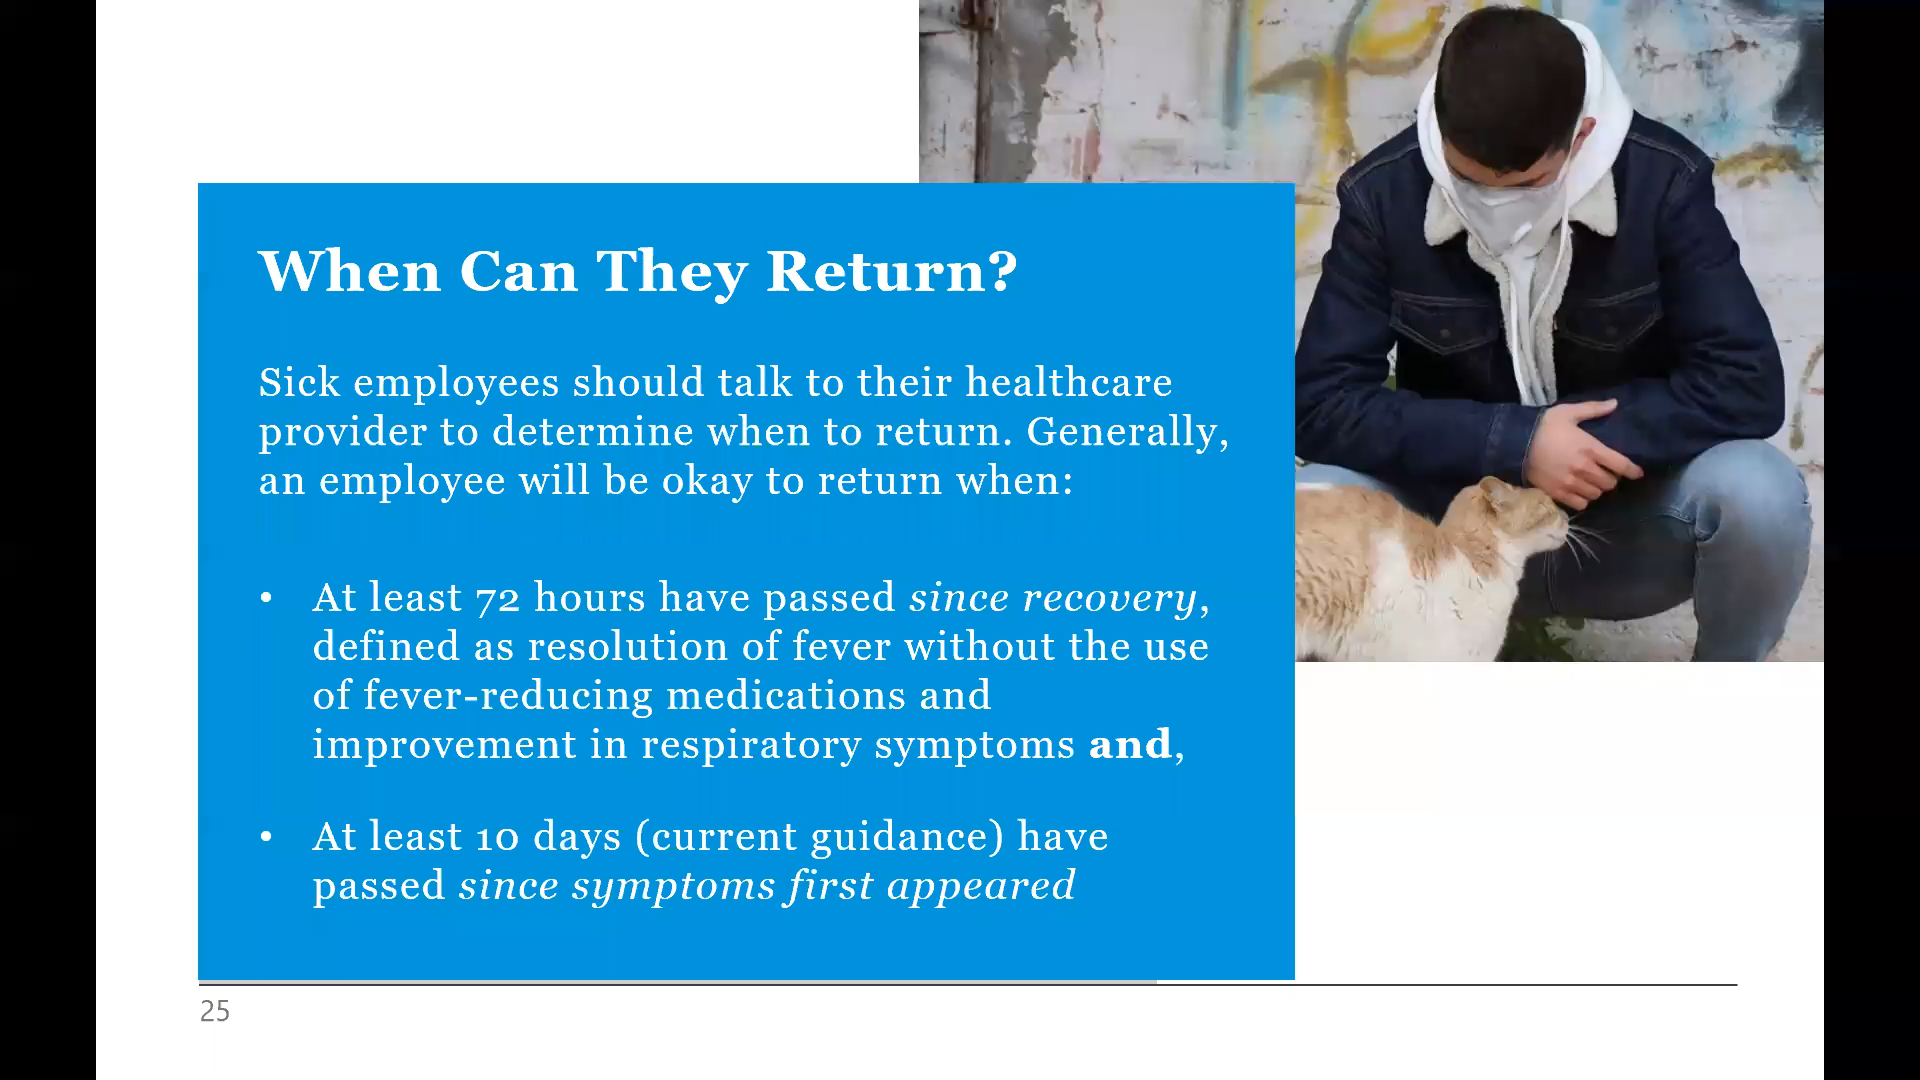 When Can They Return?
Sick employees should talk to their healthcare
provider to determine when to return. Generally,
an employee will be okay to return when:
• At least 72 hours have passed since recovery,
defined as resolution of fever without the use
of fever-reducing medications and
improvement in respiratory symptoms and,
• At least 10 days (current guidance) have
passed since symptoms first appeared
25